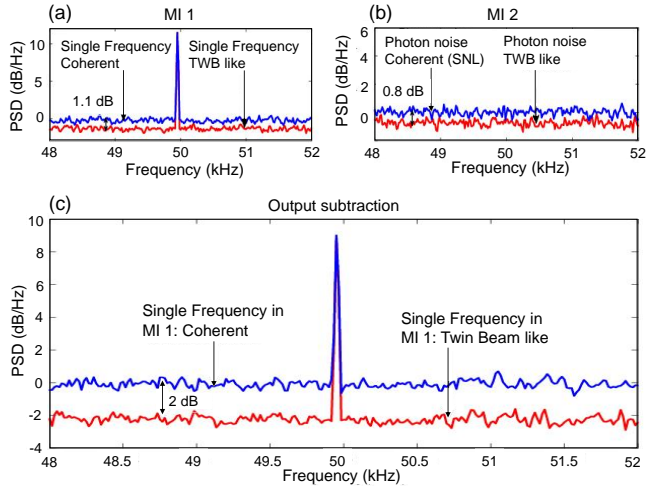 (a) MI 1
PSD (dB/Hz)
10
5
0
Single Frequency
Coherent
Single Frequency
TWB like
1.1 dB
48 49 50 51 52
Frequency (kHz)
(b) MI 2
PSD (dB/Hz)
6
4
2
0
-2
Photon noise
Coherent (SNL)
Photon noise
TWB like
0.8 dB
48 49 50 51 52
Frequency (kHz)
(c) Output subtraction
PSD (dB/Hz)
10
8
6
4
2
0
-2
-4
Single Frequency in
MI 1: Coherent
Single Frequency in
MI 1: Twin Beam like
2 dB
48 48.5 49 49.5 50 50.5 51 51.5 52
Frequency (kHz)